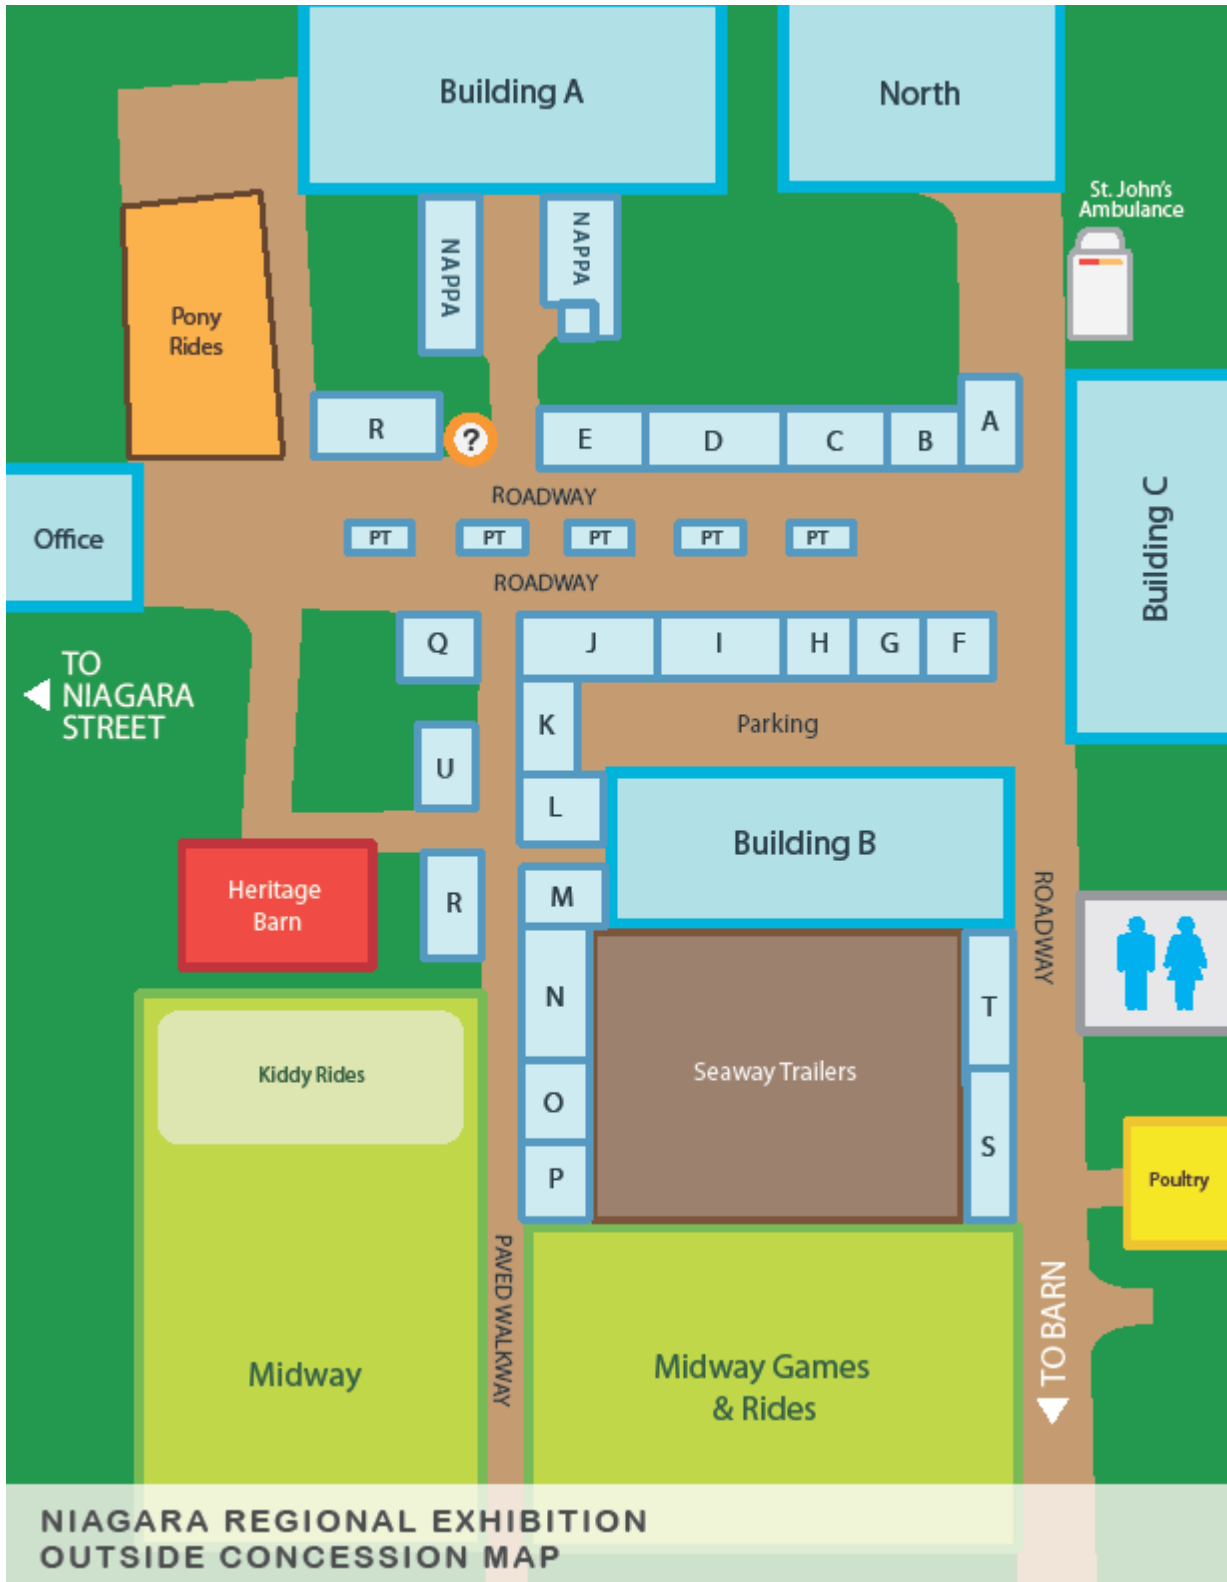 Building A
North
St. John's
Ambulance
NAPPA
NAPPA
Pony
Rides
R
?
E
D
C
B
A
ROADWAY
Office
PT
PT
PT
PT
PT
Building C
ROADWAY
Q
J
I
H
G
F
TO
NIAGARA
STREET
K
Parking
U
L
Building B
Heritage
Barn
R
M
ROADWAY
N
T
Kiddy Rides
Seaway Trailers
O
S
P
Poultry
PAVED WALKWAY
TO BARN
Midway
Midway Games
& Rides
NIAGARA REGIONAL EXHIBITION
OUTSIDE CONCESSION MAP